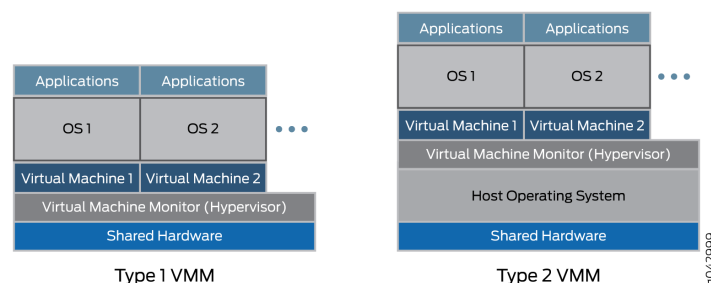 Applications Applications
OS 1 OS 2
Virtual Machine 1 Virtual Machine 2
Virtual Machine Monitor (Hypervisor)
Shared Hardware
Type 1 VMM
Applications Applications
OS 1 OS 2
Virtual Machine 1 Virtual Machine 2
Virtual Machine Monitor (Hypervisor)
Host Operating System
Shared Hardware
Type 2 VMM